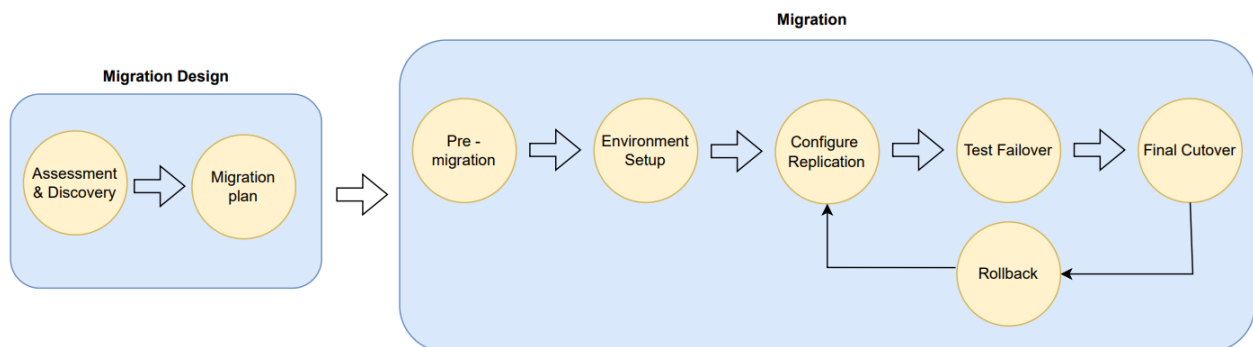 Migration
Migration Design
Assessment
& Discovery
Migration
plan
Pre -
migration
Environment
Setup
Configure
Replication
Test Failover
Final Cutover
Rollback